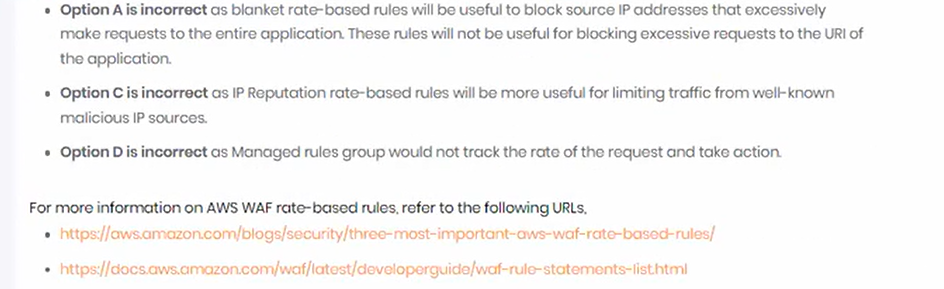 • Option A is incorrect as blanket rate-based rules will be useful to block source IP addresses that excessively
make requests to the entire application. These rules will not be useful for blocking excessive requests to the URI of
the application.
• Option C is incorrect as IP Reputation rate-based rules will be more useful for limiting traffic from well-known
malicious IP sources.
• Option D is incorrect as Managed rules group would not track the rate of the request and take action.
For more information on AWS WAF rate-based rules, refer to the following URLs,
• https://aws.amazon.com/blogs/security/three-most-important-aws-waf-rate-based-rules/
• https://docs.aws.amazon.com/waf/latest/developerguide/waf-rule-statements-list.html